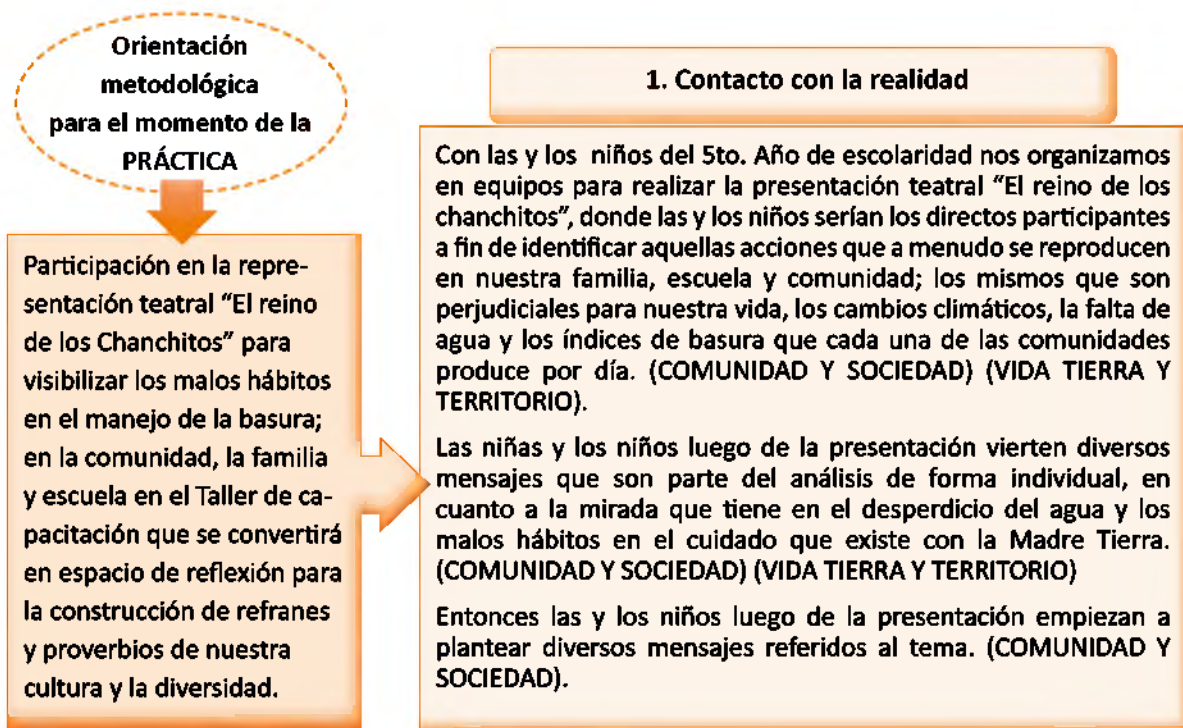 Orientación
metodológica
para el momento de la
PRÁCTICA
Participación en la repre-
sentación teatral “El reino
de los Chanchitos” para
visibilizar los malos hábitos
en el manejo de la basura;
en la comunidad, la familia
y escuela en el Taller de ca-
pacitación que se convertirá
en espacio de reflexión para
la construcción de refranes
y proverbios de nuestra
cultura y la diversidad.
1. Contacto con la realidad
Con las y los niños del 5to. Año de escolaridad nos organizamos
en equipos para realizar la presentación teatral “El reino de los
chanchitos”, donde las y los niños serían los directos participantes
a fin de identificar aquellas acciones que a menudo se reproducen
en nuestra familia, escuela y comunidad; los mismos que son
perjudiciales para nuestra vida, los cambios climáticos, la falta de
agua y los índices de basura que cada una de las comunidades
produce por día. (COMUNIDAD Y SOCIEDAD) (VIDA TIERRA Y
TERRITORIO).
Las niñas y los niños luego de la presentación vierten diversos
mensajes que son parte del análisis de forma individual, en
cuanto a la mirada que tiene en el desperdicio del agua y los
malos hábitos en el cuidado que existe con la Madre Tierra.
(COMUNIDAD Y SOCIEDAD) (VIDA TIERRA Y TERRITORIO)
Entonces las y los niños luego de la presentación empiezan a
plantear diversos mensajes referidos al tema. (COMUNIDAD Y
SOCIEDAD).